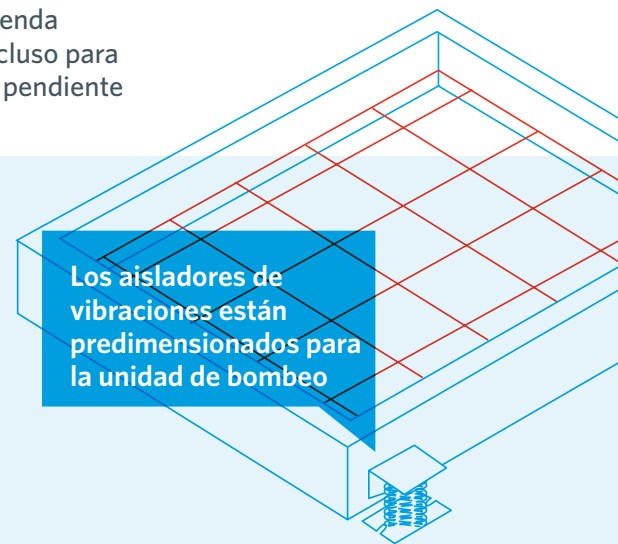 enda
cluso para
pendiente
Los aisladores de
vibraciones están
predimensionados para
la unidad de bombeo